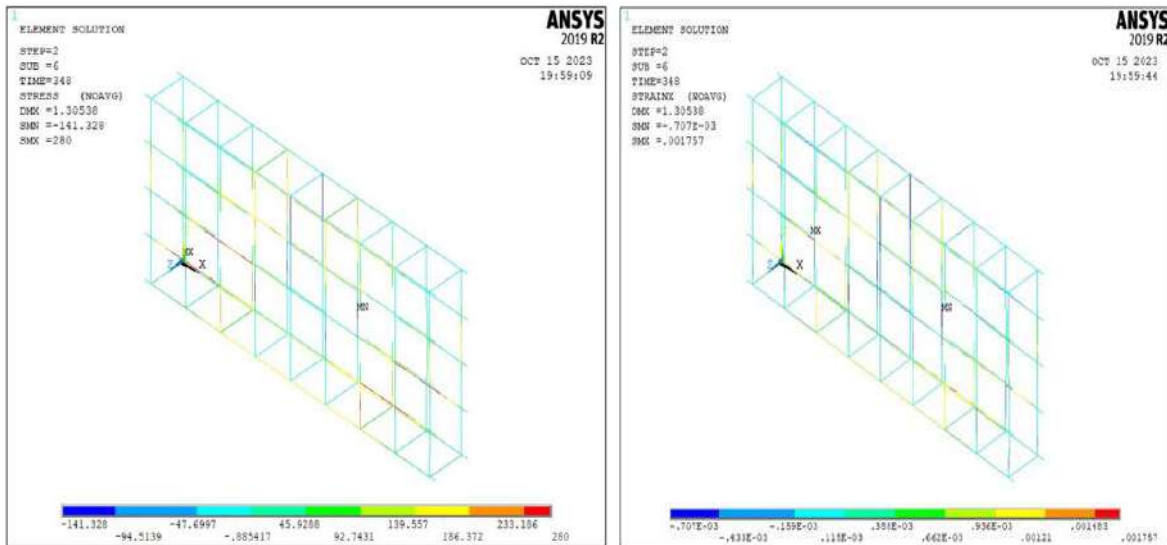 1
ELEMENT SOLUTION
STEP=2
SUB =6
TIME=348
STRESS (NOAVG)
DMX =1.30538
SMN =-141.328
SMX =280
ANSYS
2019 R2
OCT 15 2023
19:59:09
MX
Z X
MN
-141.328 -47.6997 45.9288 139.557 233.186
-94.5139 -.885417 92.7431 186.372 280
1
ELEMENT SOLUTION
STEP=2
SUB =6
TIME=348
STRAINX (NOAVG)
DMX =1.30538
SMN =-.707E-03
SMX =.001757
ANSYS
2019 R2
OCT 15 2023
19:59:44
MX
Z X
MN
-.707E-03 -.159E-03 .388E-03 .936E-03 .001483
-.433E-03 .115E-03 .662E-03 .00121 .001757